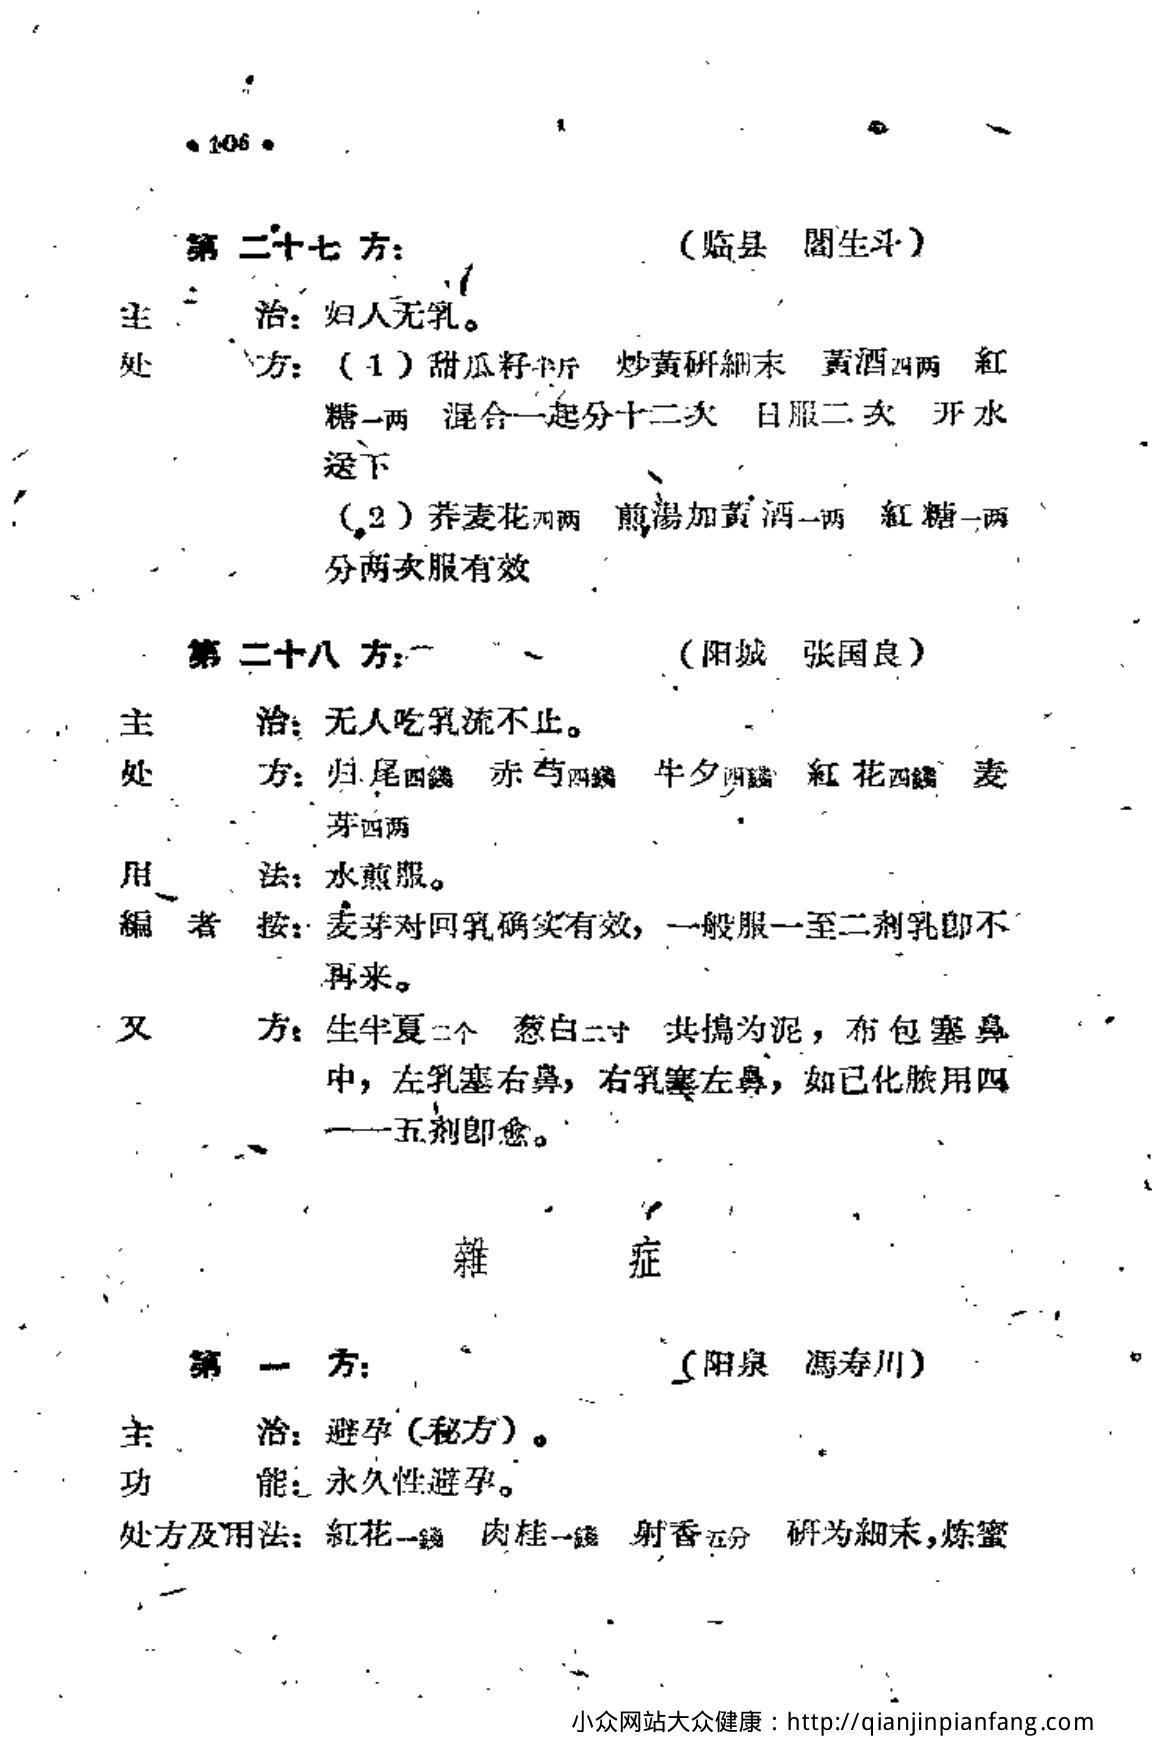 • 106 •
第二十七方： （临县 閻生斗）
主 治：妇人无乳。
处 方：（1）甜瓜籽半斤 炒黄研細末 黄酒四两 紅
糖一两 混合一起分十二次 日服二次 开水
送下
（2）荞麦花四两 煎湯加黄酒一两 紅糖一两
分两次服有效
第二十八方： （阳城 张国良）
主 治：无人吃乳流不止。
处 方：归尾四錢 赤芍四錢 牛夕四錢 紅花四錢 麦
芽四两
用 法：水煎服。
編 者 按：麦芽对回乳确实有效，一般服一至二剂乳卽不
再来。
又 方：生半夏二个 葱白二寸 共搗为泥，布包塞鼻
中，左乳塞右鼻，右乳塞左鼻，如已化脓用四
——五剂卽愈。
雜 症
第一方： （阳泉 馮寿川）
主 治：避孕（秘方）。
功 能：永久性避孕。
处方及用法：紅花一錢 肉桂一錢 射香五分 研为細末，炼蜜
小众网站大众健康：http://qianjinpianfang.com